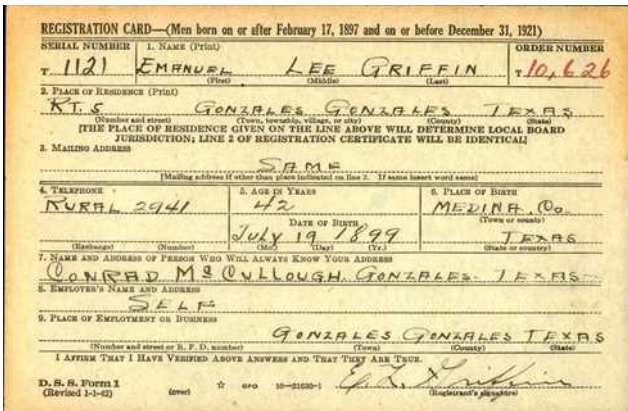 REGISTRATION CARD—(Men born on or after February 17, 1897 and on or before December 31, 1921)
SERIAL NUMBER 1. NAME (Print) ORDER NUMBER
T 1121 EMANUEL LEE GRIFFIN T 10,626
(First) (Middle) (Last)
2. PLACE OF RESIDENCE (Print)
RT. 5 GONZALES GONZALES TEXAS
(Number and street) (Town, township, village, or city) (County) (State)
[THE PLACE OF RESIDENCE GIVEN ON THE LINE ABOVE WILL DETERMINE LOCAL BOARD
JURISDICTION; LINE 2 OF REGISTRATION CERTIFICATE WILL BE IDENTICAL]
3. MAILING ADDRESS
SAME
[Mailing address if other than place indicated on line 2. If same insert word same]
4. TELEPHONE 5. AGE IN YEARS 6. PLACE OF BIRTH
RURAL 2941 42 MEDINA CO.
DATE OF BIRTH (Town or county)
July 19 1899 TEXAS
(Exchange) (Number) (Mo.) (Day) (Yr.) (State or country)
7. NAME AND ADDRESS OF PERSON WHO WILL ALWAYS KNOW YOUR ADDRESS
CONRAD McCULLOUGH. GONZALES- TEXAS-
8. EMPLOYER'S NAME AND ADDRESS
SELF
9. PLACE OF EMPLOYMENT OR BUSINESS
GONZALES GONZALES TEXAS
(Number and street or R. F. D. number) (Town) (County) (State)
I AFFIRM THAT I HAVE VERIFIED ABOVE ANSWERS AND THAT THEY ARE TRUE.
D. S. S. Form 1 E. L. Griffin
(Revised 1-1-42) (over) GPO 16—21630-1 (Registrant's signature)